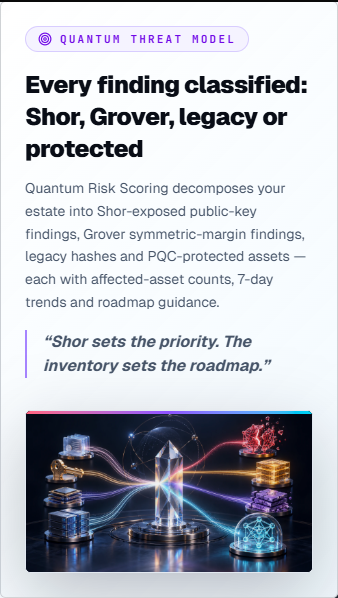 QUANTUM THREAT MODEL
Every finding classified:
Shor, Grover, legacy or
protected
Quantum Risk Scoring decomposes your
estate into Shor-exposed public-key
findings, Grover symmetric-margin findings,
legacy hashes and PQC-protected assets —
each with affected-asset counts, 7-day
trends and roadmap guidance.
“Shor sets the priority. The
inventory sets the roadmap.”